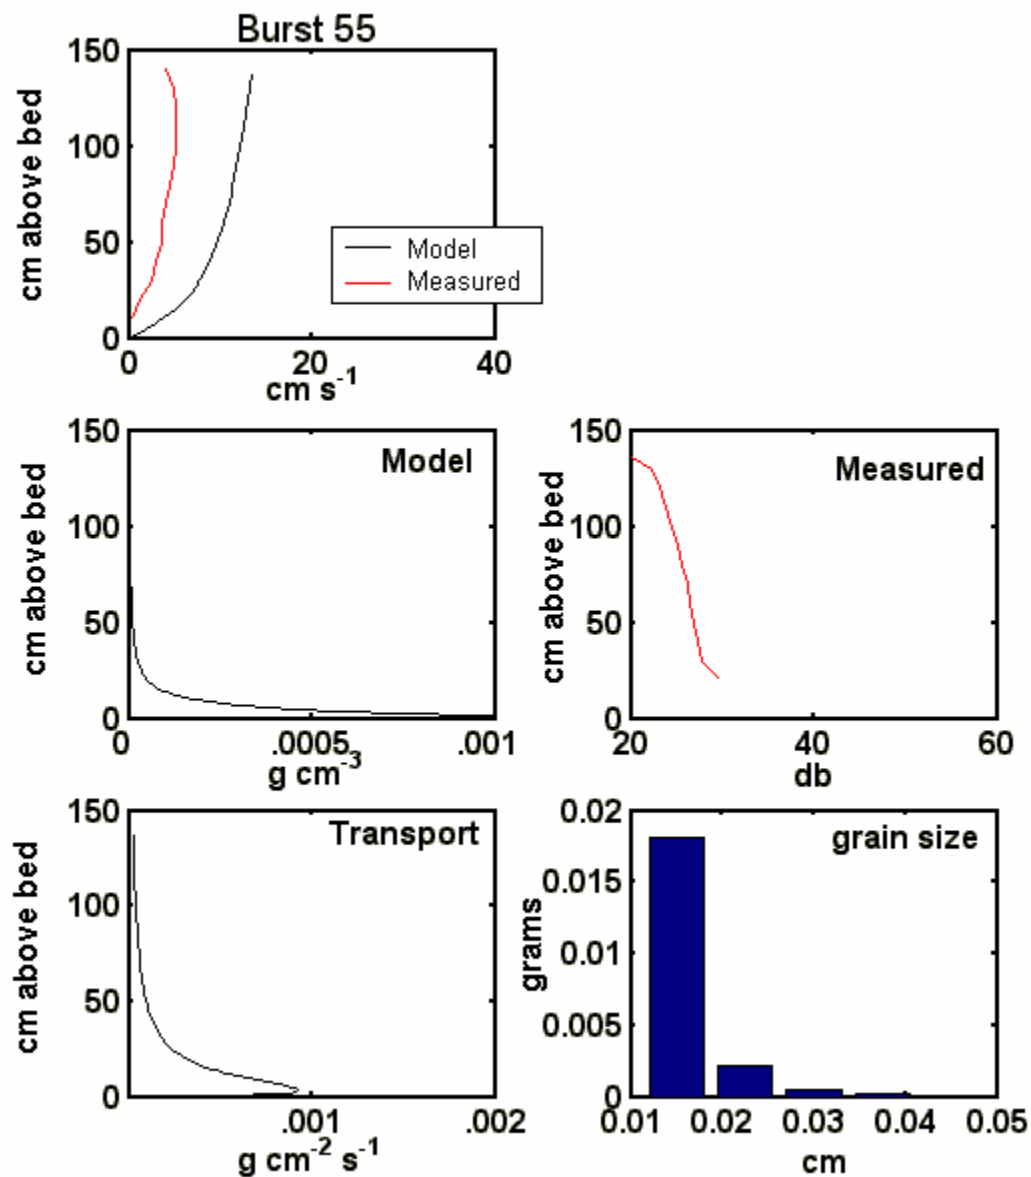 Burst 55
150
100
50
0
cm above bed
0 20 40
cm s-1
Model
Measured
150
100
50
0
cm above bed
Model
0 .0005 .001
g cm-3
150
100
50
0
cm above bed
Measured
20 40 60
db
150
100
50
0
cm above bed
Transport
.001 .002
g cm-2 s-1
0.02
0.015
0.01
0.005
0
grams
grain size
0.01 0.02 0.03 0.04 0.05
cm